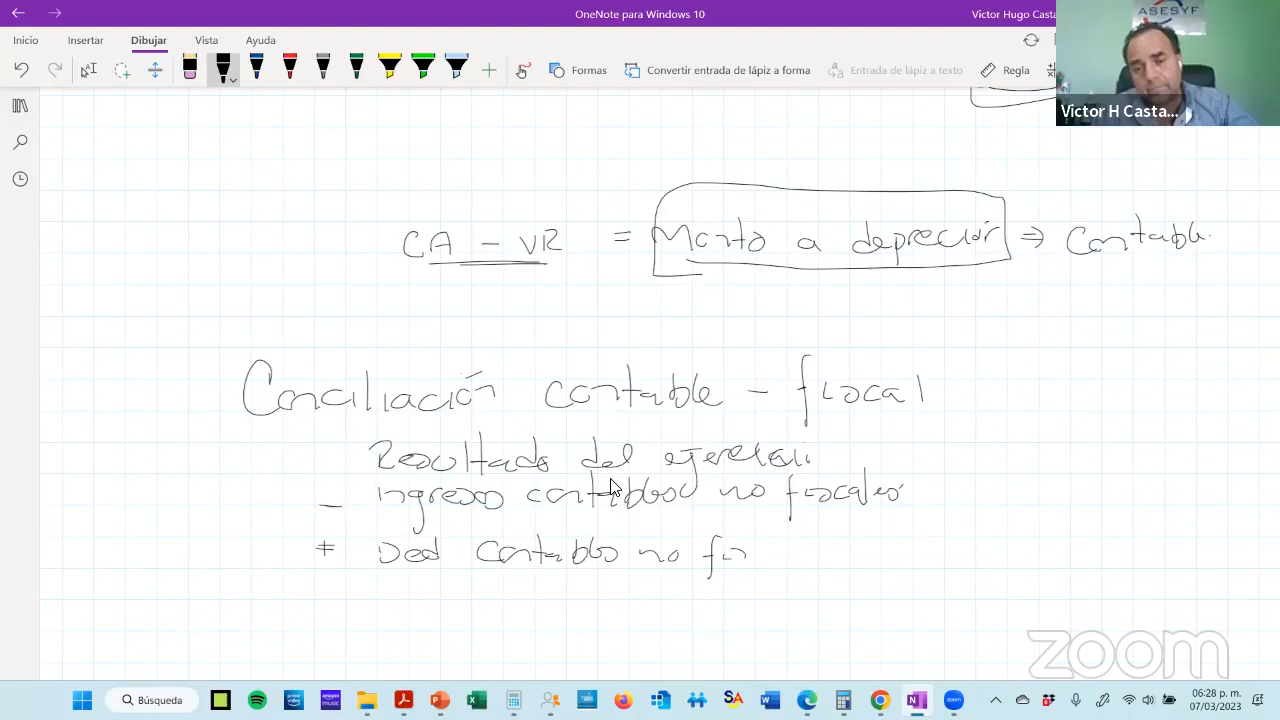 OneNote para Windows 10
Victor Hugo Casta
ASESYF
Inicio Insertar Dibujar Vista Ayuda
Formas Convertir entrada de lápiz a forma Entrada de lápiz a texto Regla
Victor H Casta...
CA - VR = Monto a depreciar ⇒ Contable.
Conciliación contable - fiscal
Resultado del ejercicio.
- ingresos contables no fiscales
+ Ded contables no fis
zoom
Búsqueda
06:28 p. m.
07/03/2023